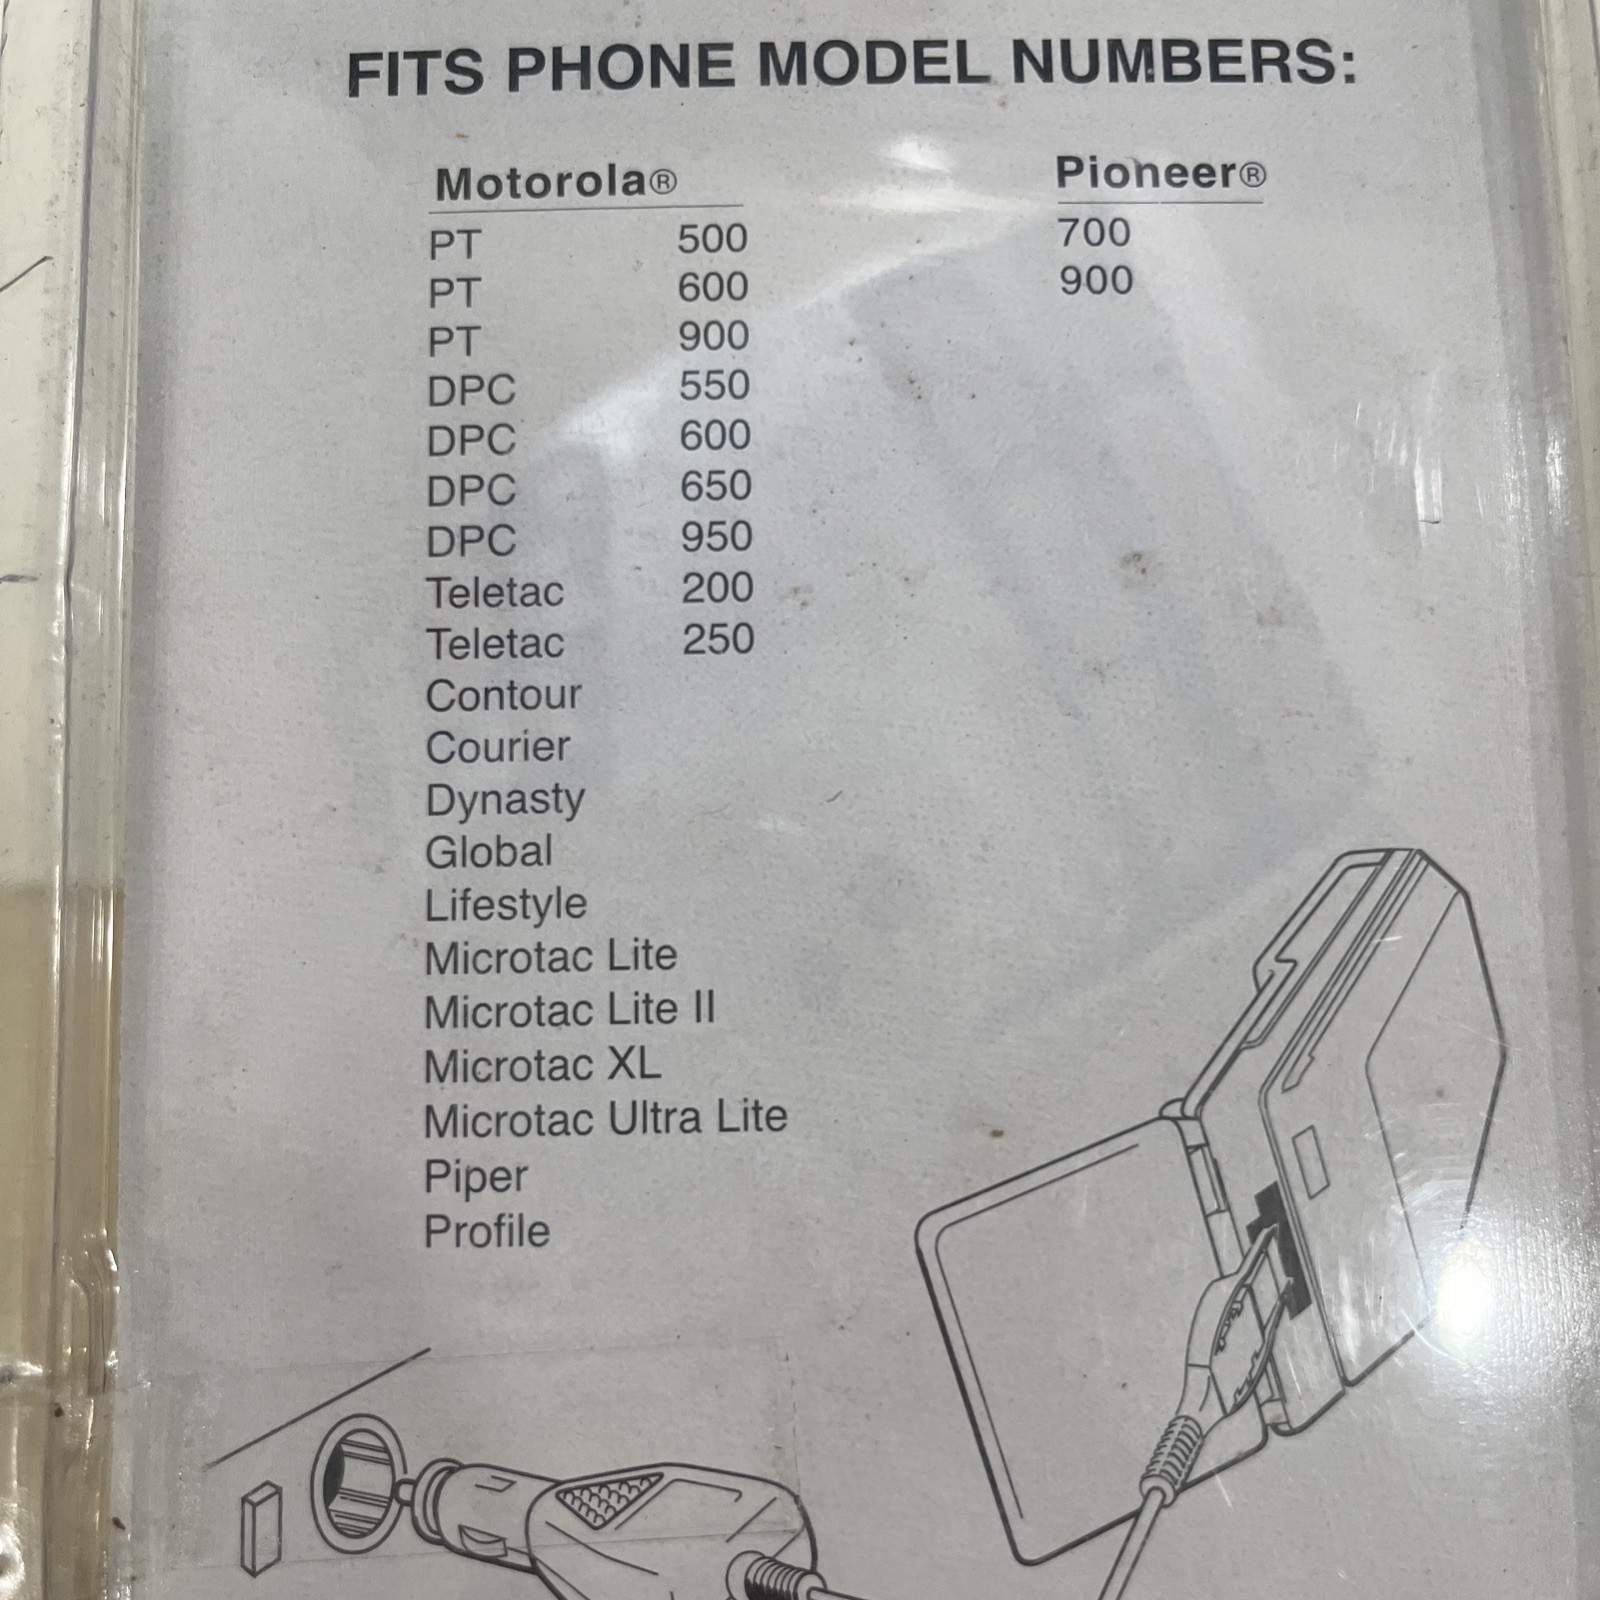 FITS PHONE MODEL NUMBERS:
Motorola®
PT 500
PT 600
PT 900
DPC 550
DPC 600
DPC 650
DPC 950
Teletac 200
Teletac 250
Contour
Courier
Dynasty
Global
Lifestyle
Microtac Lite
Microtac Lite II
Microtac XL
Microtac Ultra Lite
Piper
Profile
Pioneer®
700
900